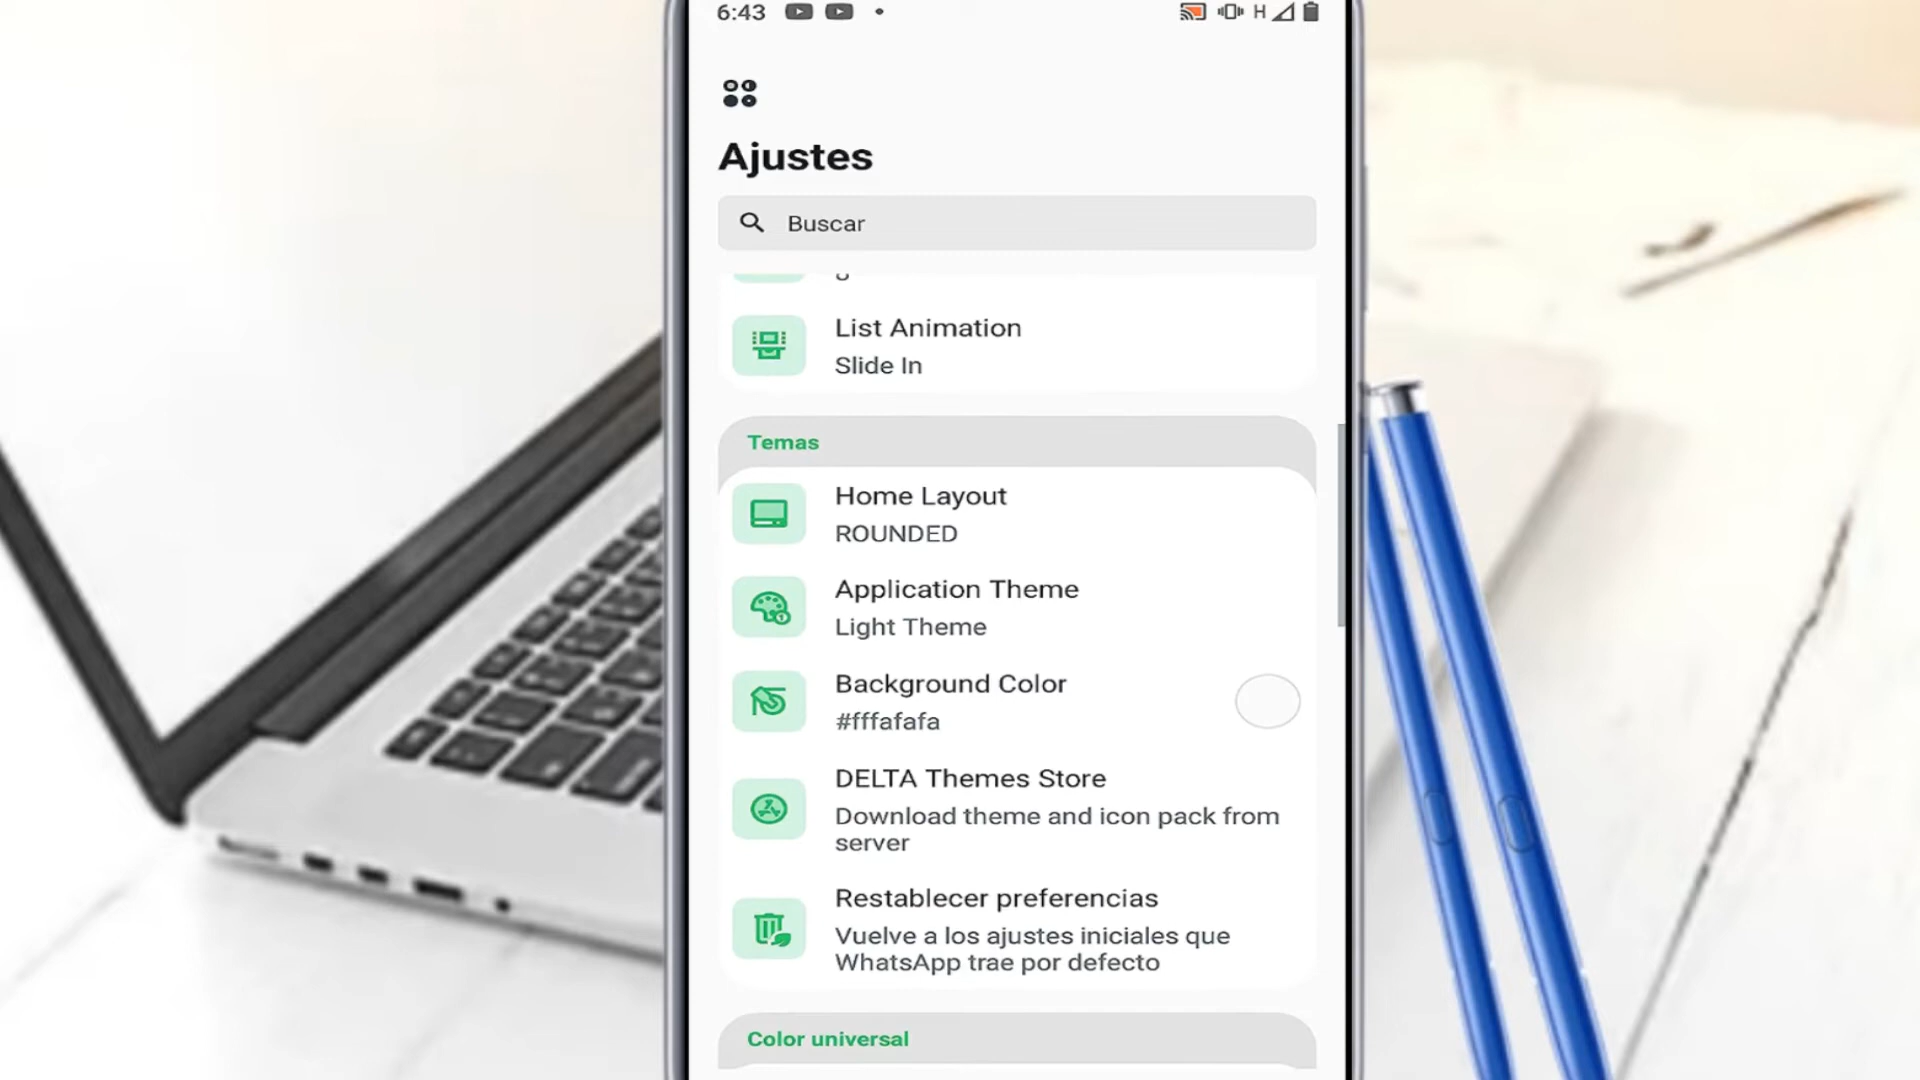 6:43
H
Ajustes
Buscar
List Animation
Slide In
Temas
Home Layout
ROUNDED
Application Theme
Light Theme
Background Color
#fffafafa
DELTA Themes Store
Download theme and icon pack from
server
Restablecer preferencias
Vuelve a los ajustes iniciales que
WhatsApp trae por defecto
Color universal